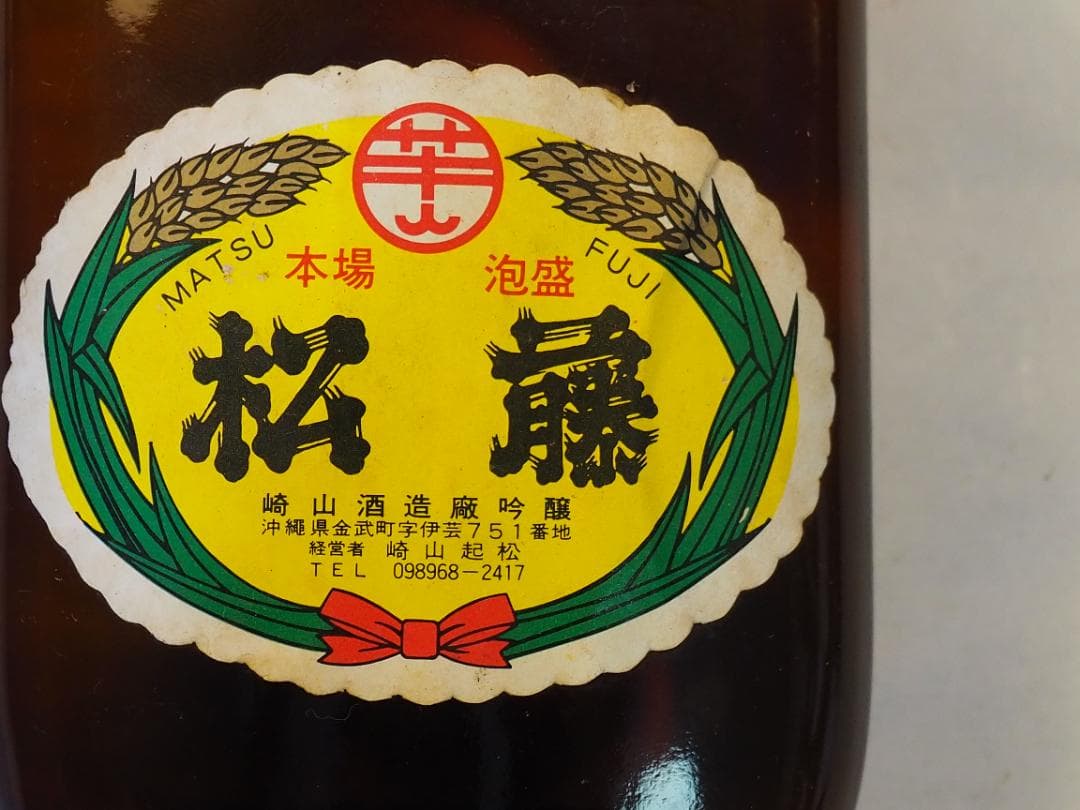 MATSU FUJI
本場 泡盛
松藤
崎山酒造廠吟醸
沖縄県金武町字伊芸751番地
経営者 崎山起松
TEL 098968-2417